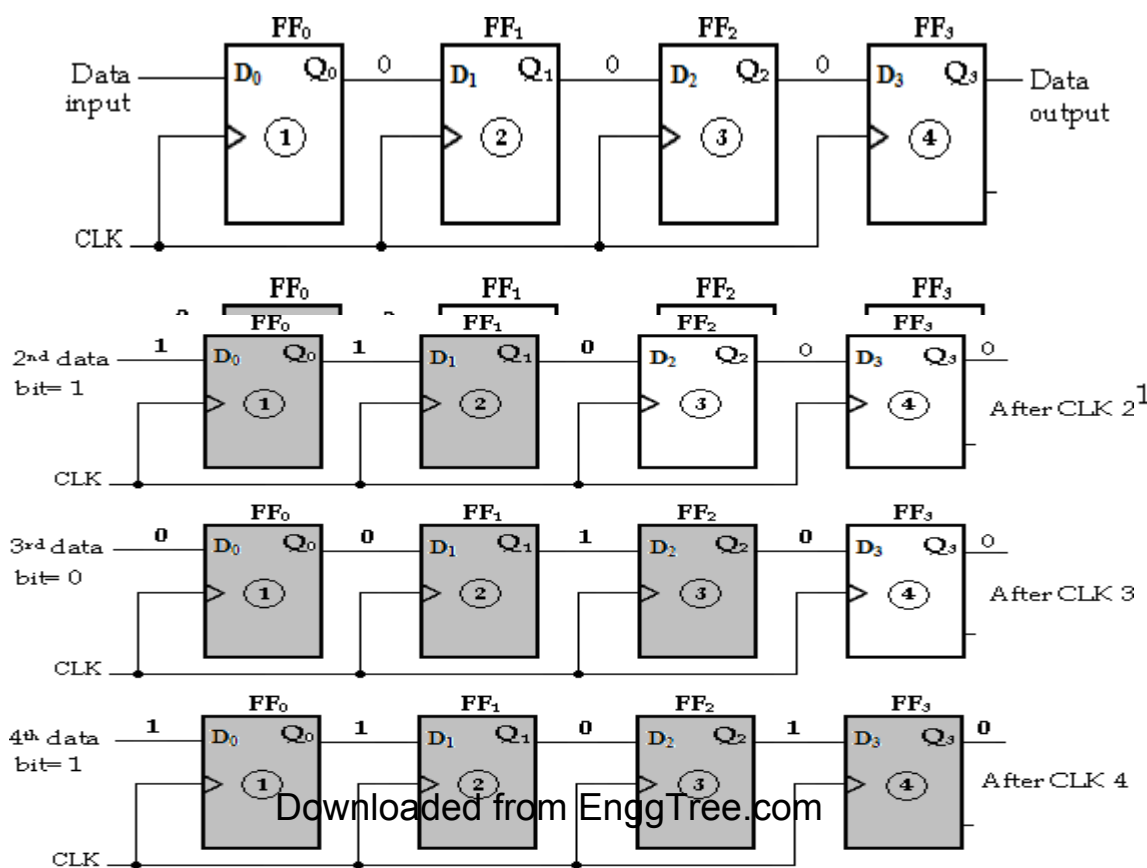 FF₀ FF₁ FF₂ FF₃
Data input D₀ Q₀ 0 D₁ Q₁ 0 D₂ Q₂ 0 D₃ Q₃ Data output
1 2 3 4
CLK
FF₀ FF₁ FF₂ FF₃
FF₀ FF₁ FF₂ FF₃
2nd data bit= 1 1 D₀ Q₀ 1 D₁ Q₁ 0 D₂ Q₂ 0 D₃ Q₃ 0
1 2 3 4 After CLK 2 1
CLK
FF₀ FF₁ FF₂ FF₃
3rd data bit= 0 0 D₀ Q₀ 0 D₁ Q₁ 1 D₂ Q₂ 0 D₃ Q₃ 0
1 2 3 4 After CLK 3
CLK
FF₀ FF₁ FF₂ FF₃
4th data bit= 1 1 D₀ Q₀ 1 D₁ Q₁ 0 D₂ Q₂ 1 D₃ Q₃ 0
1 2 3 4 After CLK 4
Downloaded from EnggTree.com
CLK